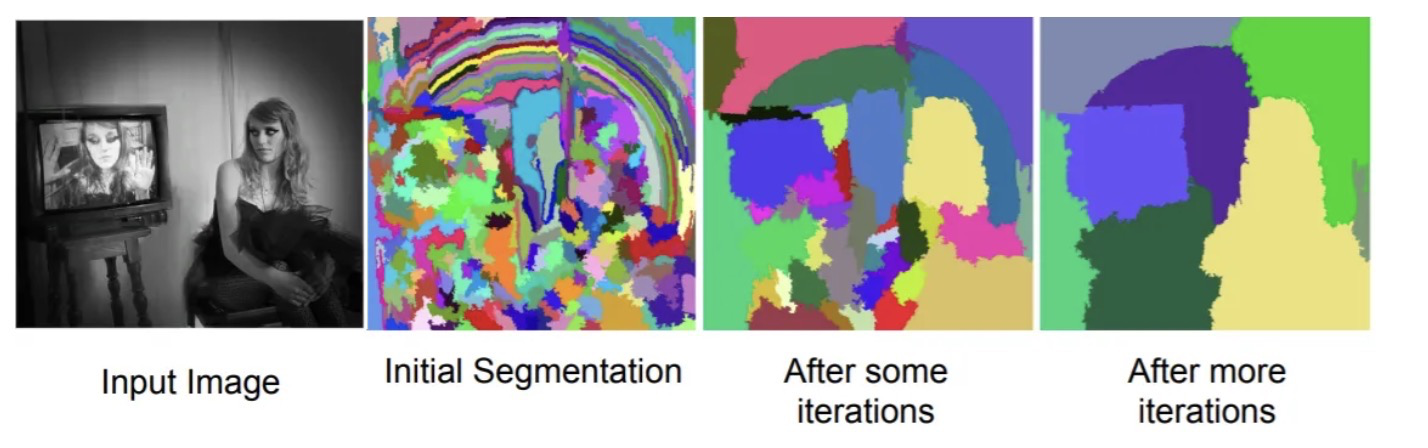 Input Image
Initial Segmentation
After some
iterations
After more
iterations